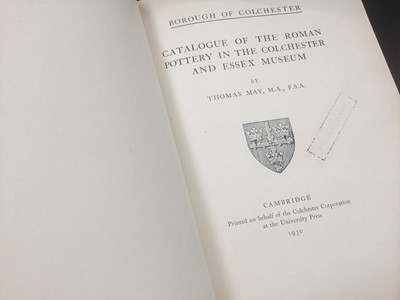 BOROUGH OF COLCHESTER
CATALOGUE OF THE ROMAN
POTTERY IN THE COLCHESTER
AND ESSEX MUSEUM
BY
THOMAS MAY, M.A., F.S.A.
CAMBRIDGE
Printed on behalf of the Colchester Corporation
at the University Press
1930